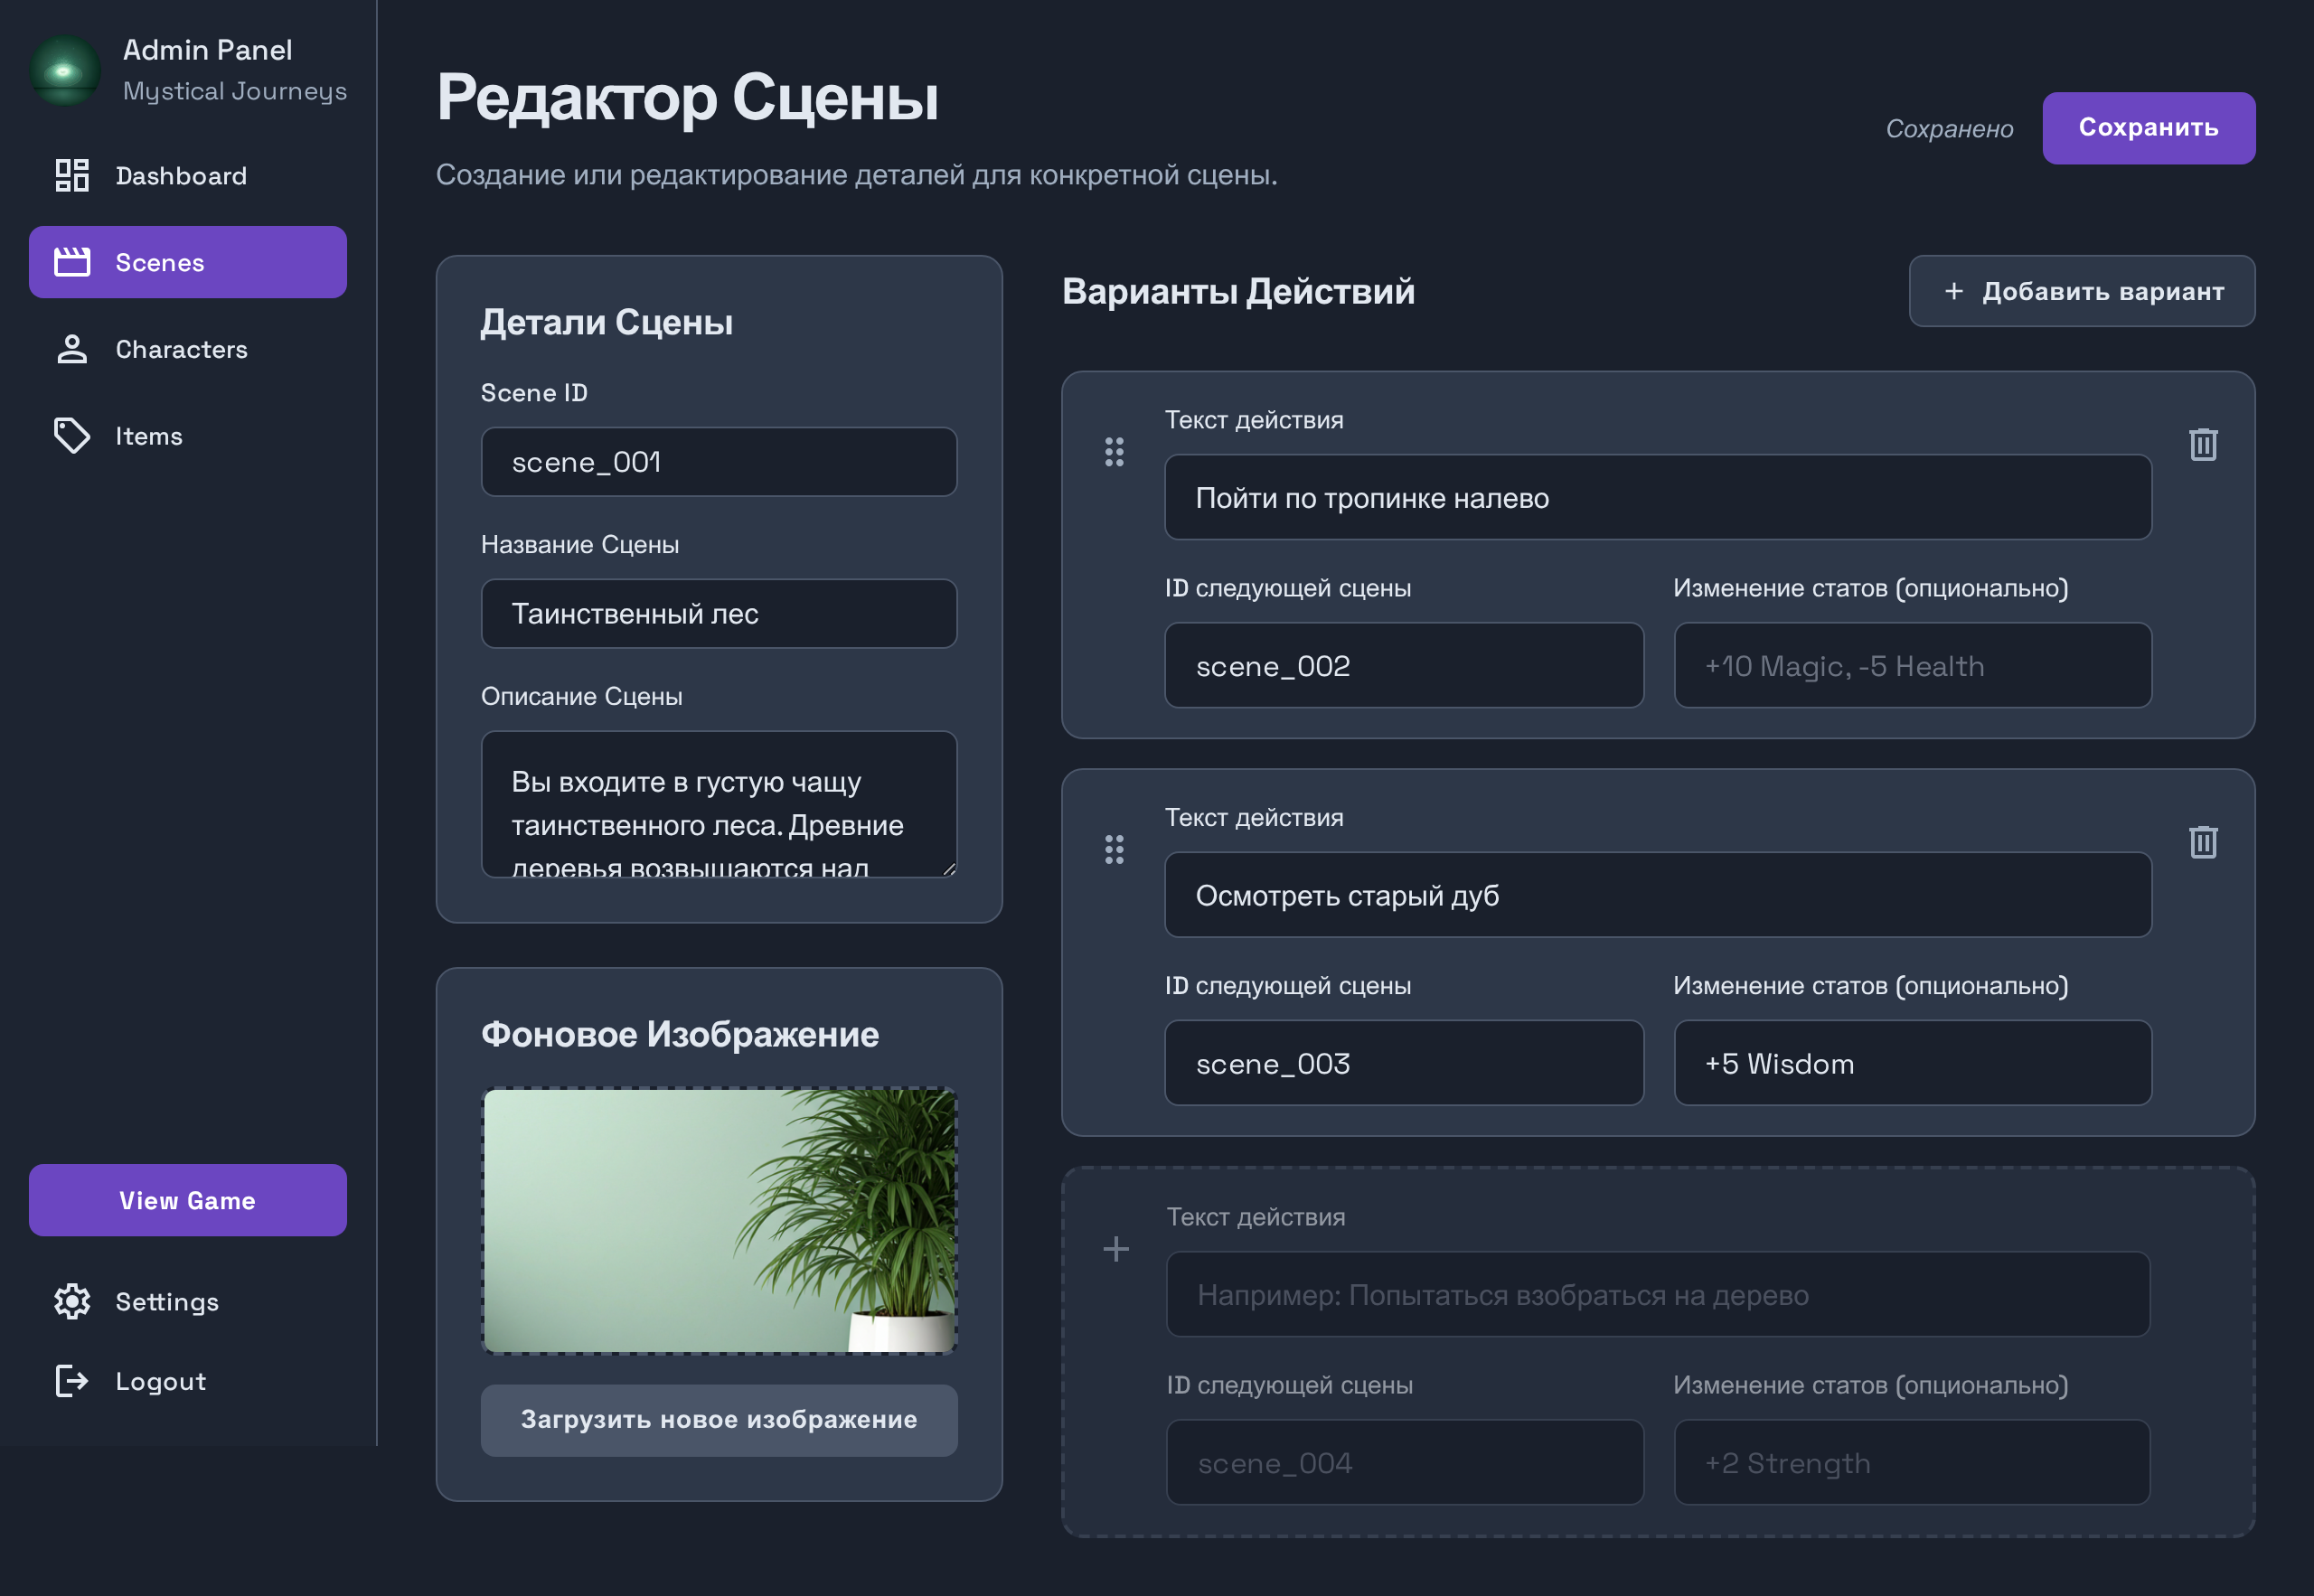 Admin Panel
Mystical Journeys
Dashboard
Scenes
Characters
Items
View Game
Settings
Logout
Редактор Сцены
Создание или редактирование деталей для конкретной сцены.
Сохранено
Сохранить
Детали Сцены
Scene ID
scene_001
Название Сцены
Таинственный лес
Описание Сцены
Вы входите в густую чащу
таинственного леса. Древние
деревья возвышаются над
Фоновое Изображение
Загрузить новое изображение
Варианты Действий
+ Добавить вариант
Текст действия
Пойти по тропинке налево
ID следующей сцены
Изменение статов (опционально)
scene_002
+10 Magic, -5 Health
Текст действия
Осмотреть старый дуб
ID следующей сцены
Изменение статов (опционально)
scene_003
+5 Wisdom
Текст действия
Например: Попытаться взобраться на дерево
ID следующей сцены
Изменение статов (опционально)
scene_004
+2 Strength